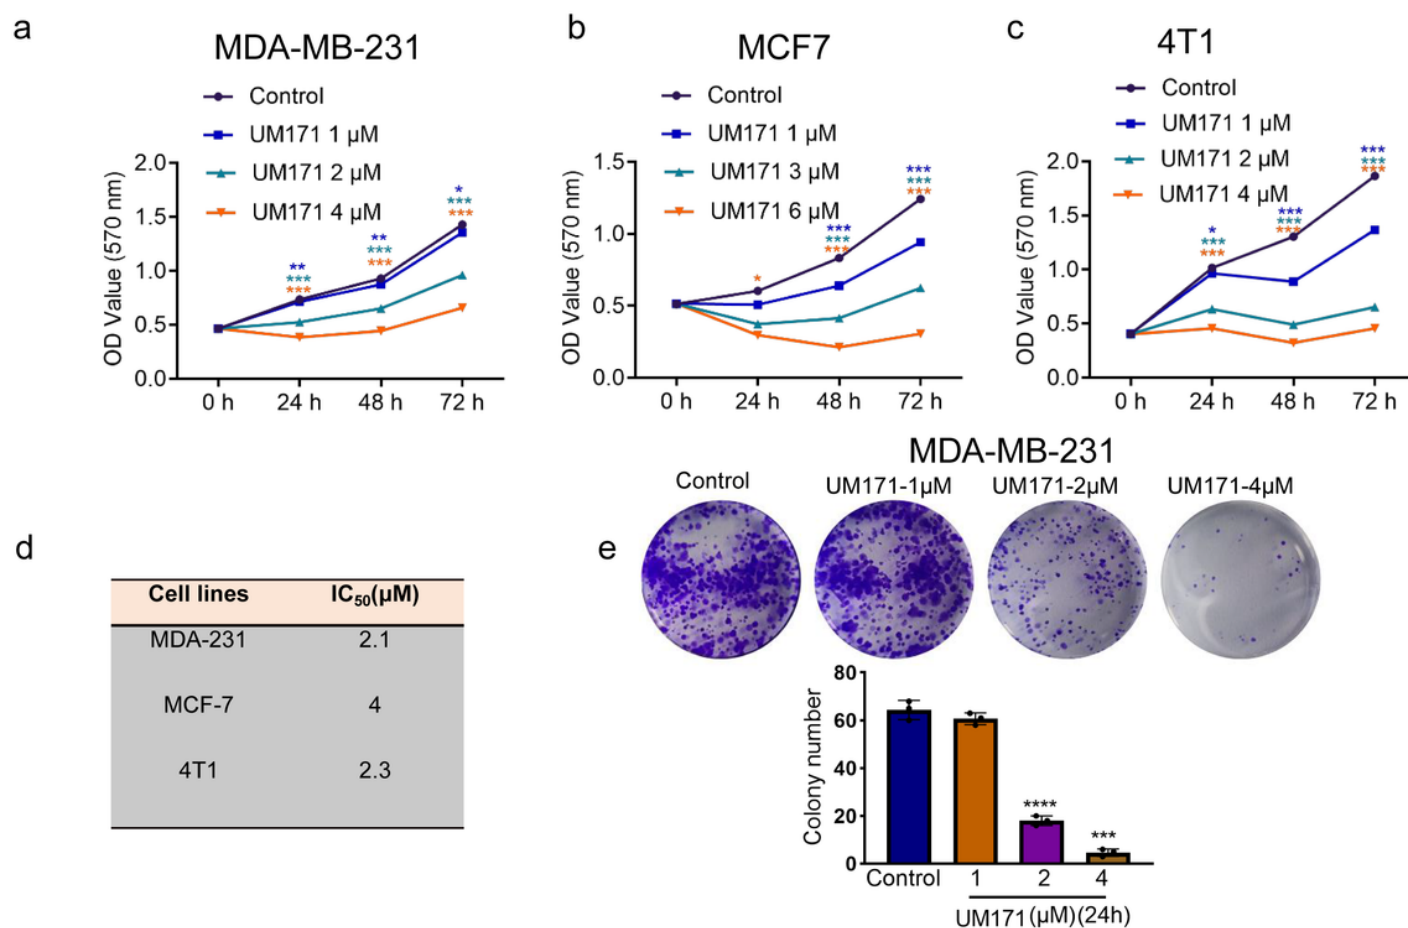 a
MDA-MB-231
Control
UM171 1 µM
UM171 2 µM
UM171 4 µM
OD Value (570 nm)
2.0
1.5
1.0
0.5
0.0
0 h 24 h 48 h 72 h
** *** ***
** *** ***
* *** ***
b
MCF7
Control
UM171 1 µM
UM171 3 µM
UM171 6 µM
OD Value (570 nm)
1.5
1.0
0.5
0.0
0 h 24 h 48 h 72 h
*
*** *** ***
*** *** ***
c
4T1
Control
UM171 1 µM
UM171 2 µM
UM171 4 µM
OD Value (570 nm)
2.0
1.5
1.0
0.5
0.0
0 h 24 h 48 h 72 h
* *** ***
*** *** ***
*** *** ***
d
Cell lines IC50(µM)
MDA-231 2.1
MCF-7 4
4T1 2.3
e
MDA-MB-231
Control UM171-1µM UM171-2µM UM171-4µM
Colony number
80
60
40
20
0
****
***
Control 1 2 4
UM171 (µM) (24h)